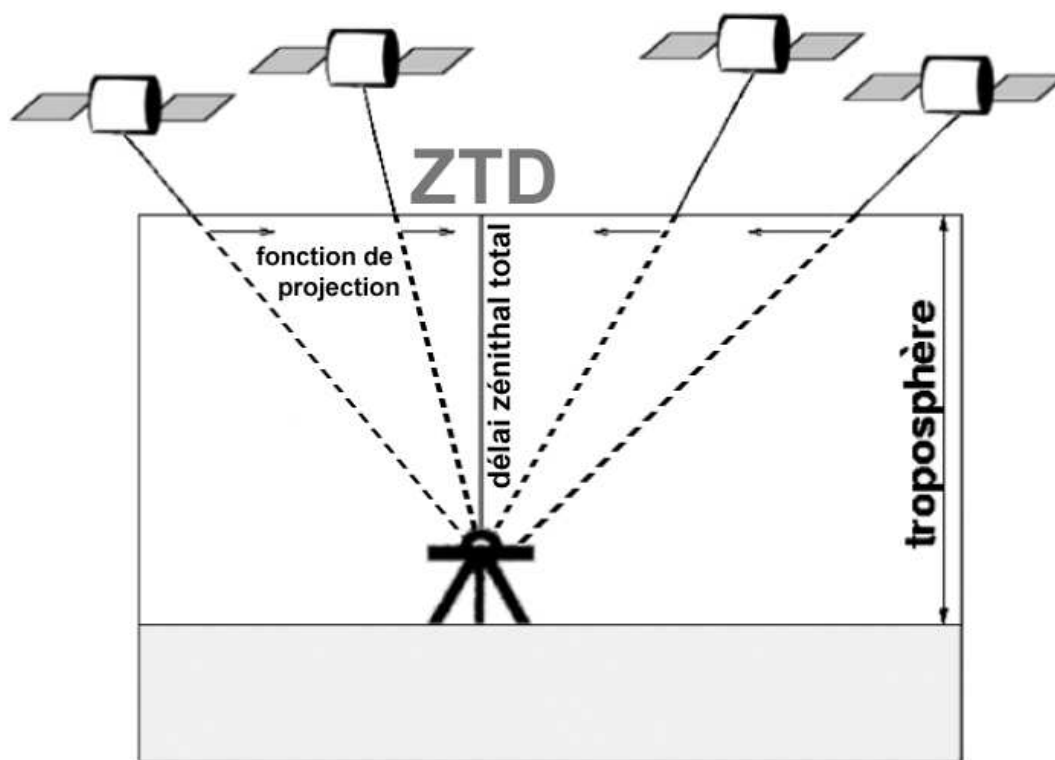 ZTD
fonction de
projection
délai zénithal total
troposphère